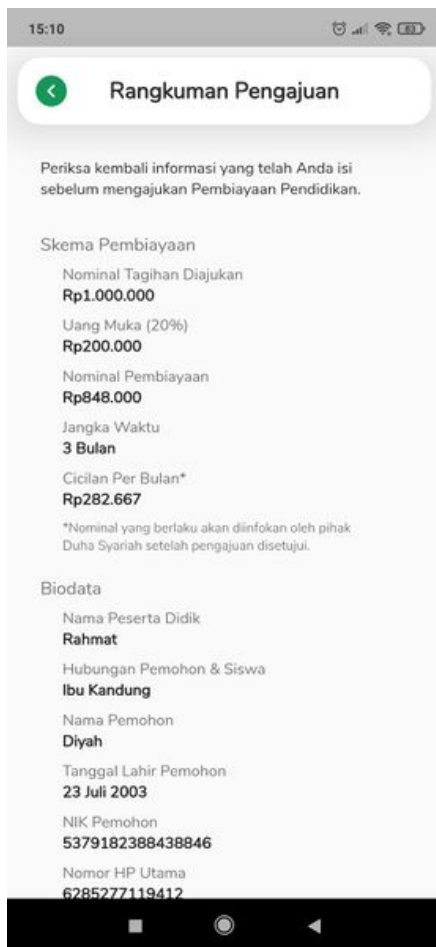 15:10
83
Rangkuman Pengajuan
Periksa kembali informasi yang telah Anda isi
sebelum mengajukan Pembiayaan Pendidikan.
Skema Pembiayaan
Nominal Tagihan Diajukan
Rp1.000.000
Uang Muka (20%)
Rp200.000
Nominal Pembiayaan
Rp848.000
Jangka Waktu
3 Bulan
Cicilan Per Bulan*
Rp282.667
*Nominal yang berlaku akan diinfokan oleh pihak
Duha Syariah setelah pengajuan disetujui.
Biodata
Nama Peserta Didik
Rahmat
Hubungan Pemohon & Siswa
Ibu Kandung
Nama Pemohon
Diyah
Tanggal Lahir Pemohon
23 Juli 2003
NIK Pemohon
5379182388438846
Nomor HP Utama
6285277119412